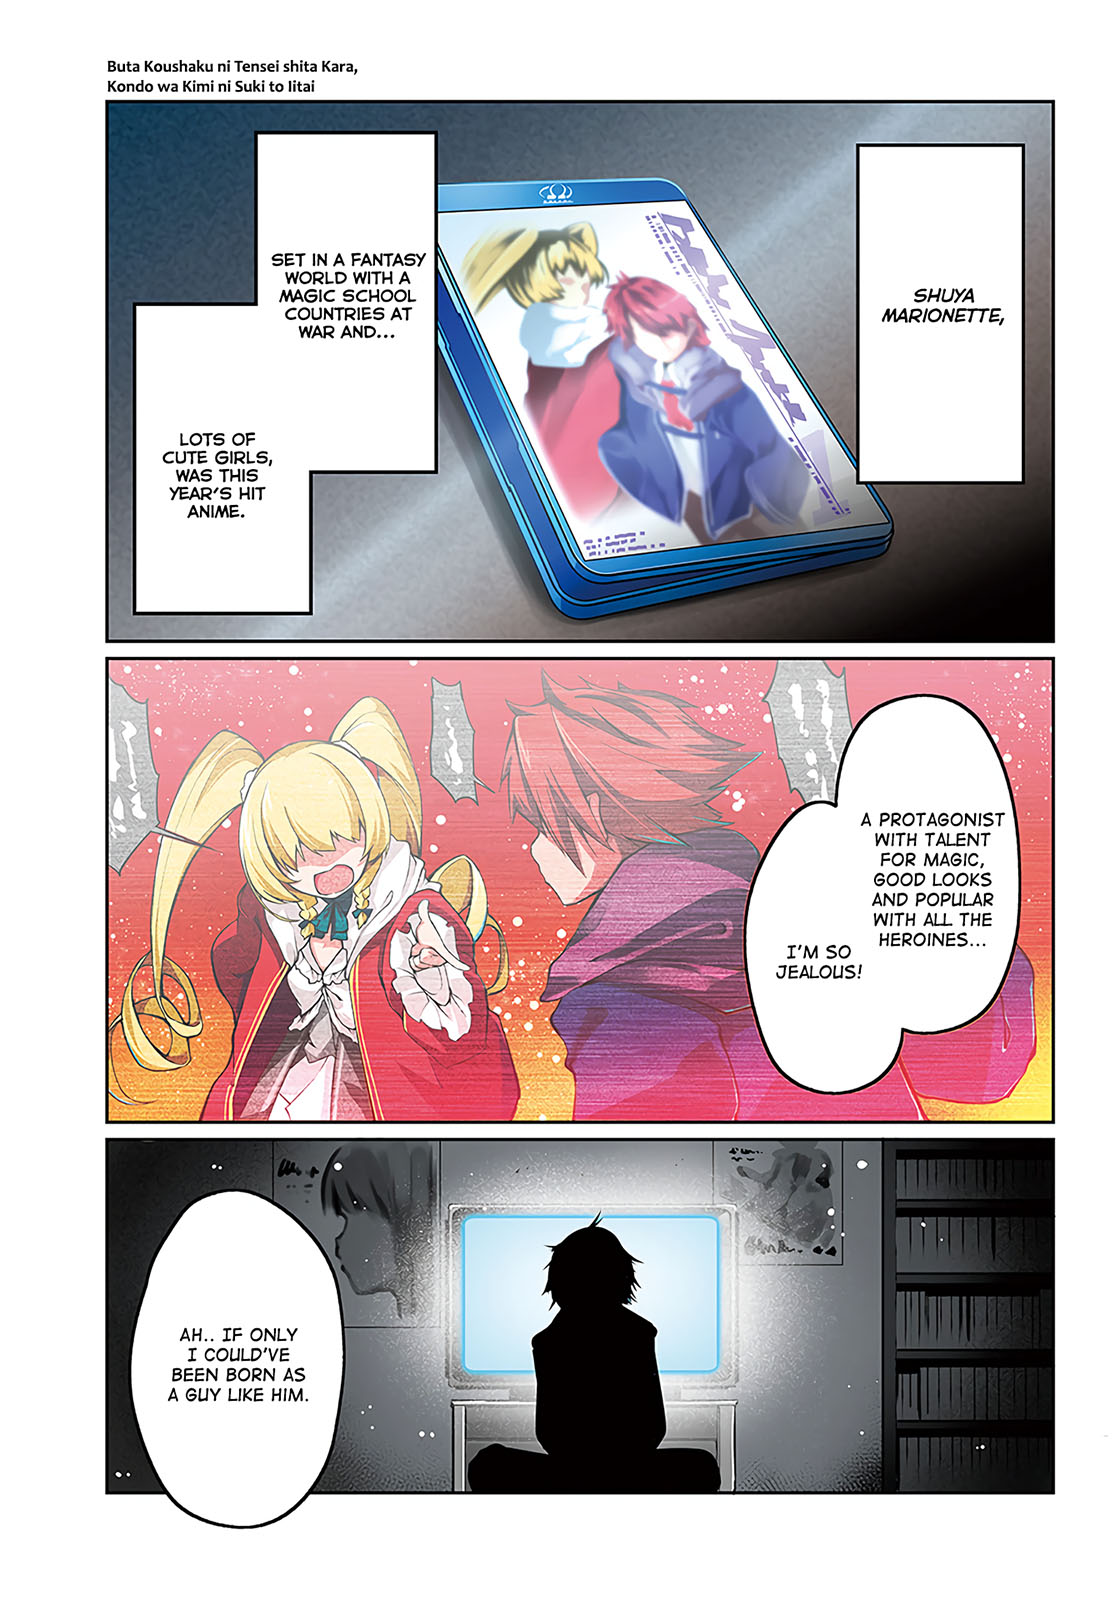 Buta Koushaku ni Tensei shita Kara,
Kondo wa Kimi ni Suki to Iitai
SHUYA
MARIONETTE,
SET IN A FANTASY
WORLD WITH A
MAGIC SCHOOL
COUNTRIES AT
WAR AND...
LOTS OF
CUTE GIRLS,
WAS THIS
YEAR'S HIT
ANIME.
A PROTAGONIST
WITH TALENT
FOR MAGIC,
GOOD LOOKS
AND POPULAR
WITH ALL THE
HEROINES...
I'M SO
JEALOUS!
AH.. IF ONLY
I COULD'VE
BEEN BORN AS
A GUY LIKE HIM.